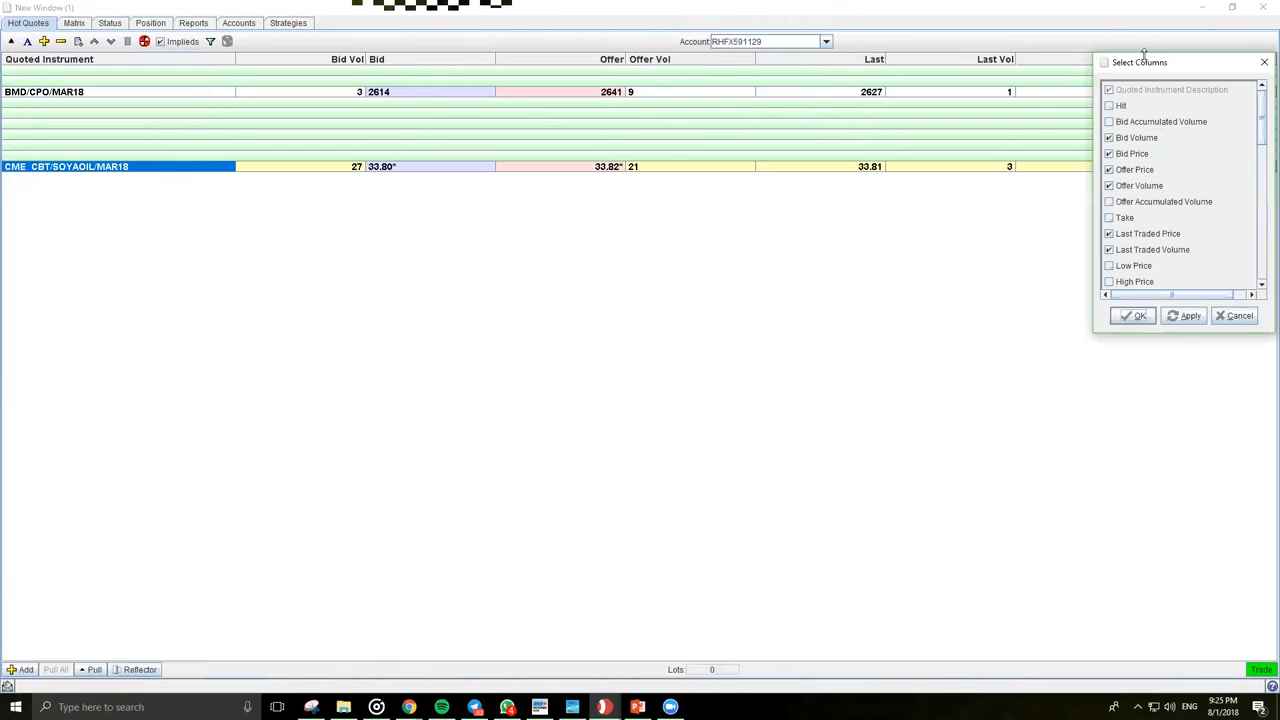 New Window (1)
Hot Quotes Matrix Status Position Reports Accounts Strategies
Implieds Account RHFX591129
Quoted Instrument Bid Vol Bid Offer Offer Vol Last Last Vol
BMD/CPO/MAR18 3 2614 2641 9 2627 1
CME CBT/SOYAOIL/MAR18 27 33.80* 33.82* 21 33.81 3
Select Columns
Quoted Instrument Description
Hit
Bid Accumulated Volume
Bid Volume
Bid Price
Offer Price
Offer Volume
Offer Accumulated Volume
Take
Last Traded Price
Last Traded Volume
Low Price
High Price
OK Apply Cancel
Add Pull All Pull Reflector Lots: 0 Trade
Type here to search
ENG
9:25 PM
8/1/2018